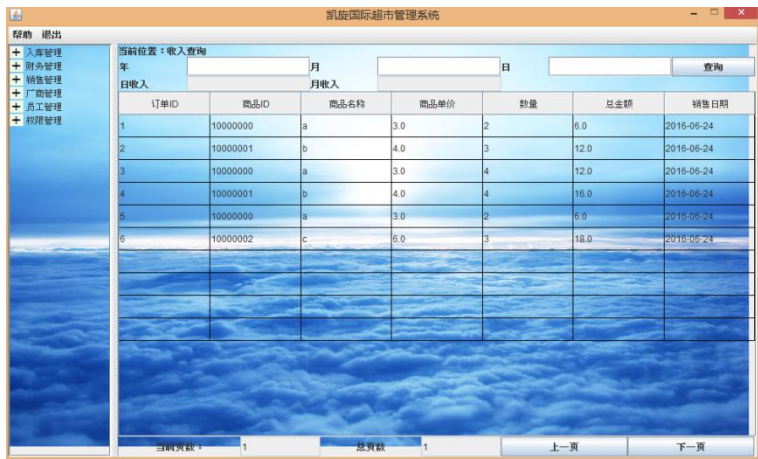 凯旋国际超市管理系统
帮助 退出
入库管理
财务管理
销售管理
厂商管理
员工管理
权限管理
当前位置：收入查询
年 月 日 查询
日收入 月收入
订单ID 商品ID 商品名称 商品单价 数量 总金额 销售日期
1 10000000 a 3.0 2 6.0 2016-06-24
2 10000001 b 4.0 3 12.0 2016-06-24
3 10000000 a 3.0 4 12.0 2016-06-24
4 10000001 b 4.0 4 16.0 2016-06-24
5 10000000 a 3.0 2 6.0 2016-06-24
6 10000002 c 6.0 3 18.0 2016-06-24
当前页数： 1 总页数 1 上一页 下一页